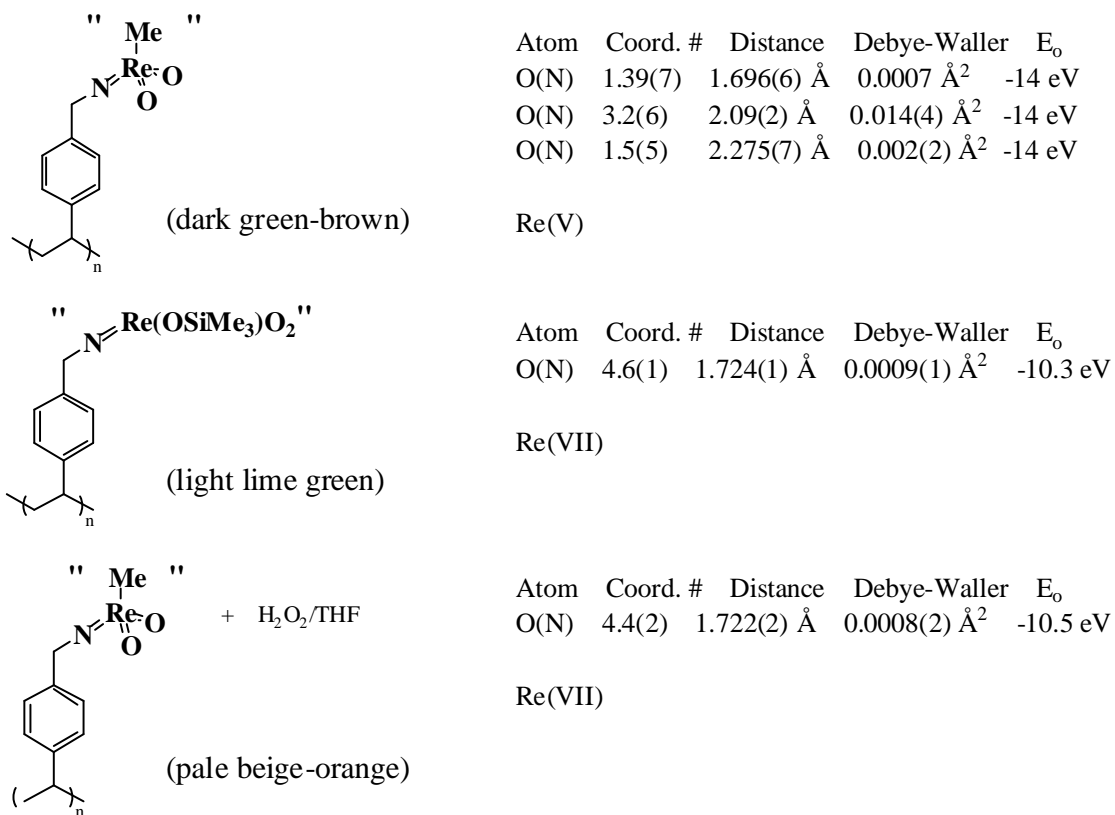 " Me "
Re O
N O
n
(dark green-brown)
Atom Coord. # Distance Debye-Waller E₀
O(N) 1.39(7) 1.696(6) Å 0.0007 Å² -14 eV
O(N) 3.2(6) 2.09(2) Å 0.014(4) Å² -14 eV
O(N) 1.5(5) 2.275(7) Å 0.002(2) Å² -14 eV
Re(V)
" Re(OSiMe₃)O₂"
N
n
(light lime green)
Atom Coord. # Distance Debye-Waller E₀
O(N) 4.6(1) 1.724(1) Å 0.0009(1) Å² -10.3 eV
Re(VII)
" Me "
Re O + H₂O₂/THF
N O
n
(pale beige-orange)
Atom Coord. # Distance Debye-Waller E₀
O(N) 4.4(2) 1.722(2) Å 0.0008(2) Å² -10.5 eV
Re(VII)